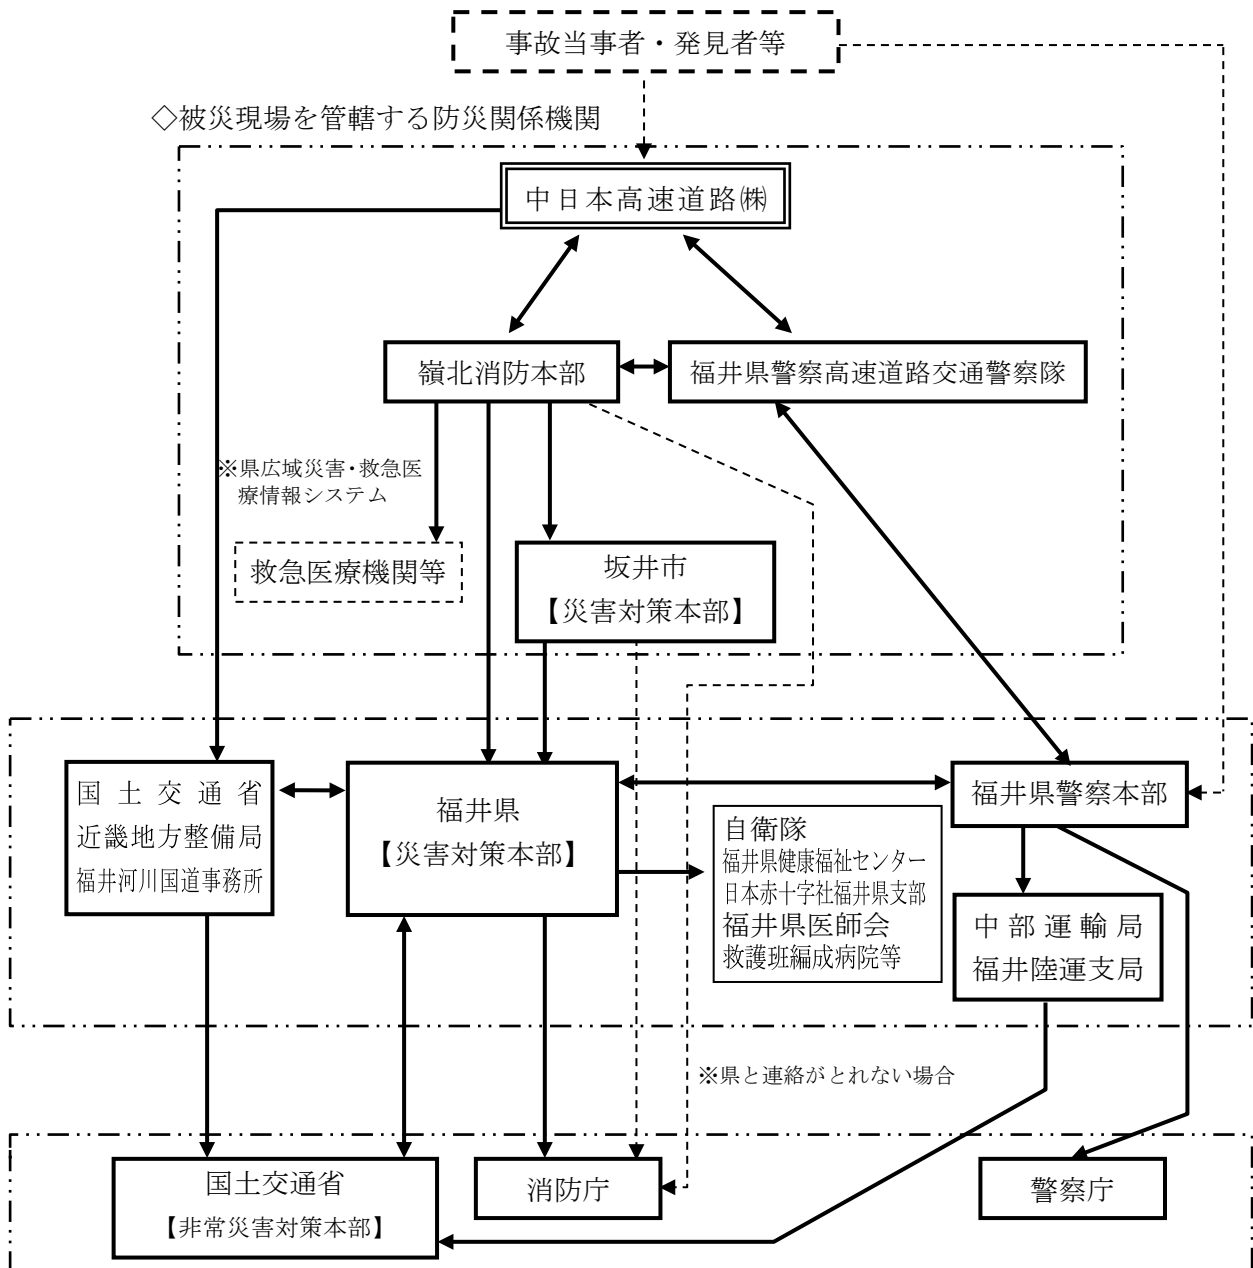 事故当事者・発見者等
◇被災現場を管轄する防災関係機関
中日本高速道路㈱
嶺北消防本部
福井県警察高速道路交通警察隊
※県広域災害・救急医
療情報システム
救急医療機関等
坂井市
【災害対策本部】
国土交通省
近畿地方整備局
福井河川国道事務所
福井県
【災害対策本部】
福井県警察本部
自衛隊
福井県健康福祉センター
日本赤十字社福井県支部
福井県医師会
救護班編成病院等
中部運輸局
福井陸運支局
※県と連絡がとれない場合
国土交通省
【非常災害対策本部】
消防庁
警察庁